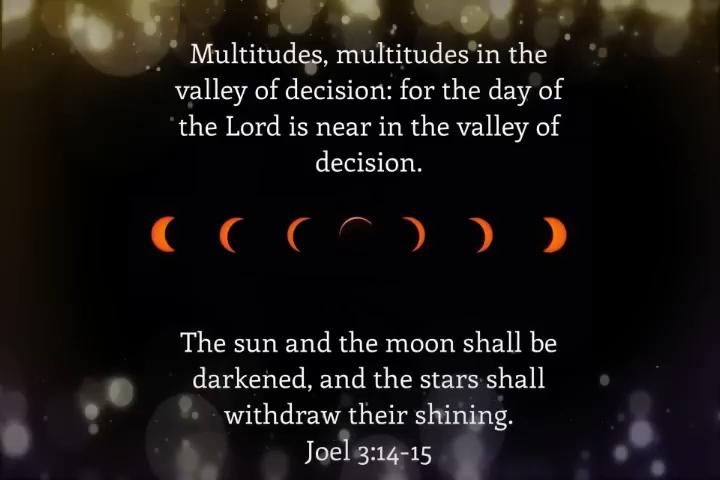 Multitudes, multitudes in the
valley of decision: for the day of
the Lord is near in the valley of
decision.
The sun and the moon shall be
darkened, and the stars shall
withdraw their shining.
Joel 3:14-15